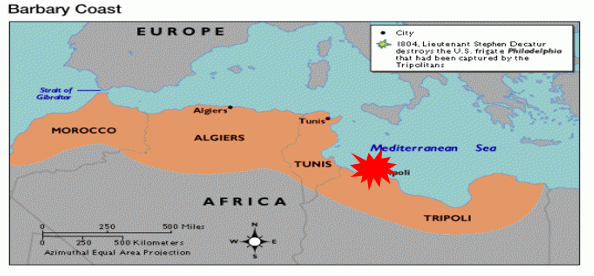 Barbary Coast
EUROPE
City
1804, Lieutenant Stephen Decatur
destroys the U.S. frigate Philadelphia
that had been captured by the
Tripolitans
Strait of
Gibraltar
Algiers
Tunis
MOROCCO
ALGIERS
Mediterranean Sea
TUNIS
poli
AFRICA
TRIPOLI
0 250 500 Miles
0 250 500 Kilometers
Azimuthal Equal Area Projection
N
W E
S